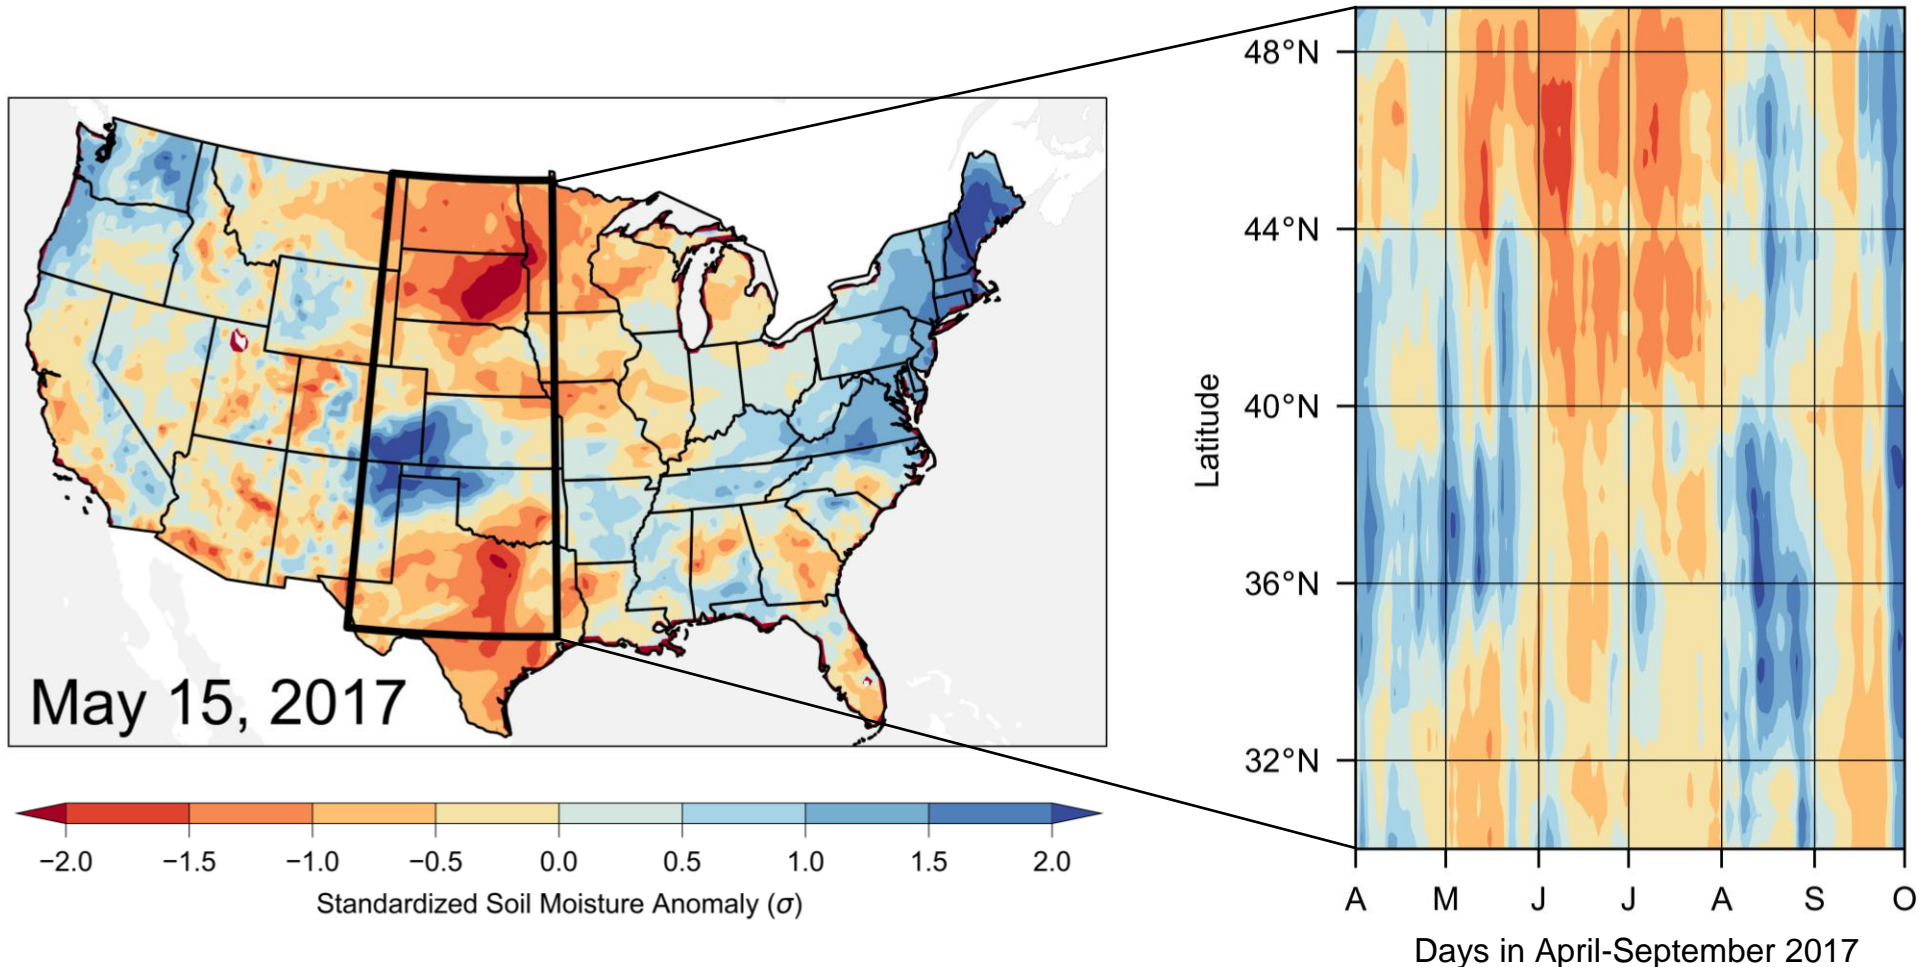 48°N
44°N
40°N
36°N
32°N
Latitude
A M J J A S O
Days in April-September 2017
May 15, 2017
−2.0 −1.5 −1.0 −0.5 0.0 0.5 1.0 1.5 2.0
Standardized Soil Moisture Anomaly (σ)